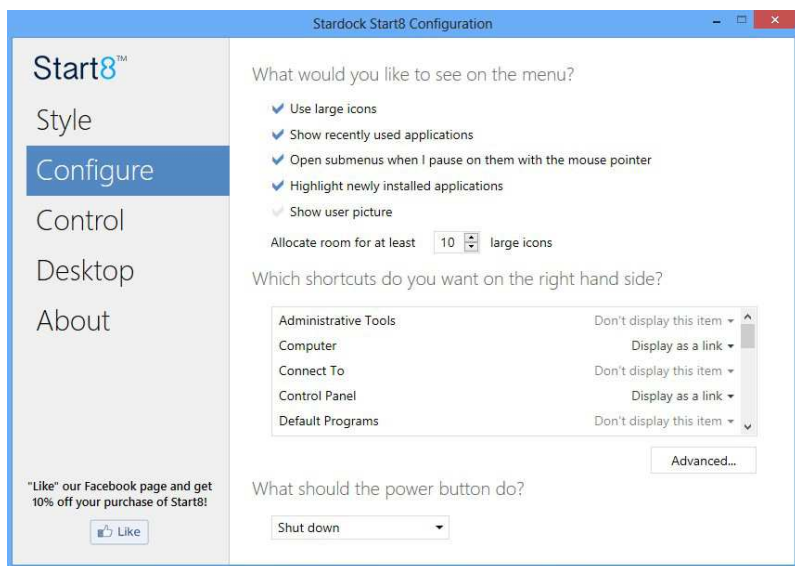 Stardock Start8 Configuration
Start8™
Style
Configure
Control
Desktop
About
"Like" our Facebook page and get
10% off your purchase of Start8!
Like
What would you like to see on the menu?
Use large icons
Show recently used applications
Open submenus when I pause on them with the mouse pointer
Highlight newly installed applications
Show user picture
Allocate room for at least 10 large icons
Which shortcuts do you want on the right hand side?
Administrative Tools Don't display this item
Computer Display as a link
Connect To Don't display this item
Control Panel Display as a link
Default Programs Don't display this item
Advanced...
What should the power button do?
Shut down